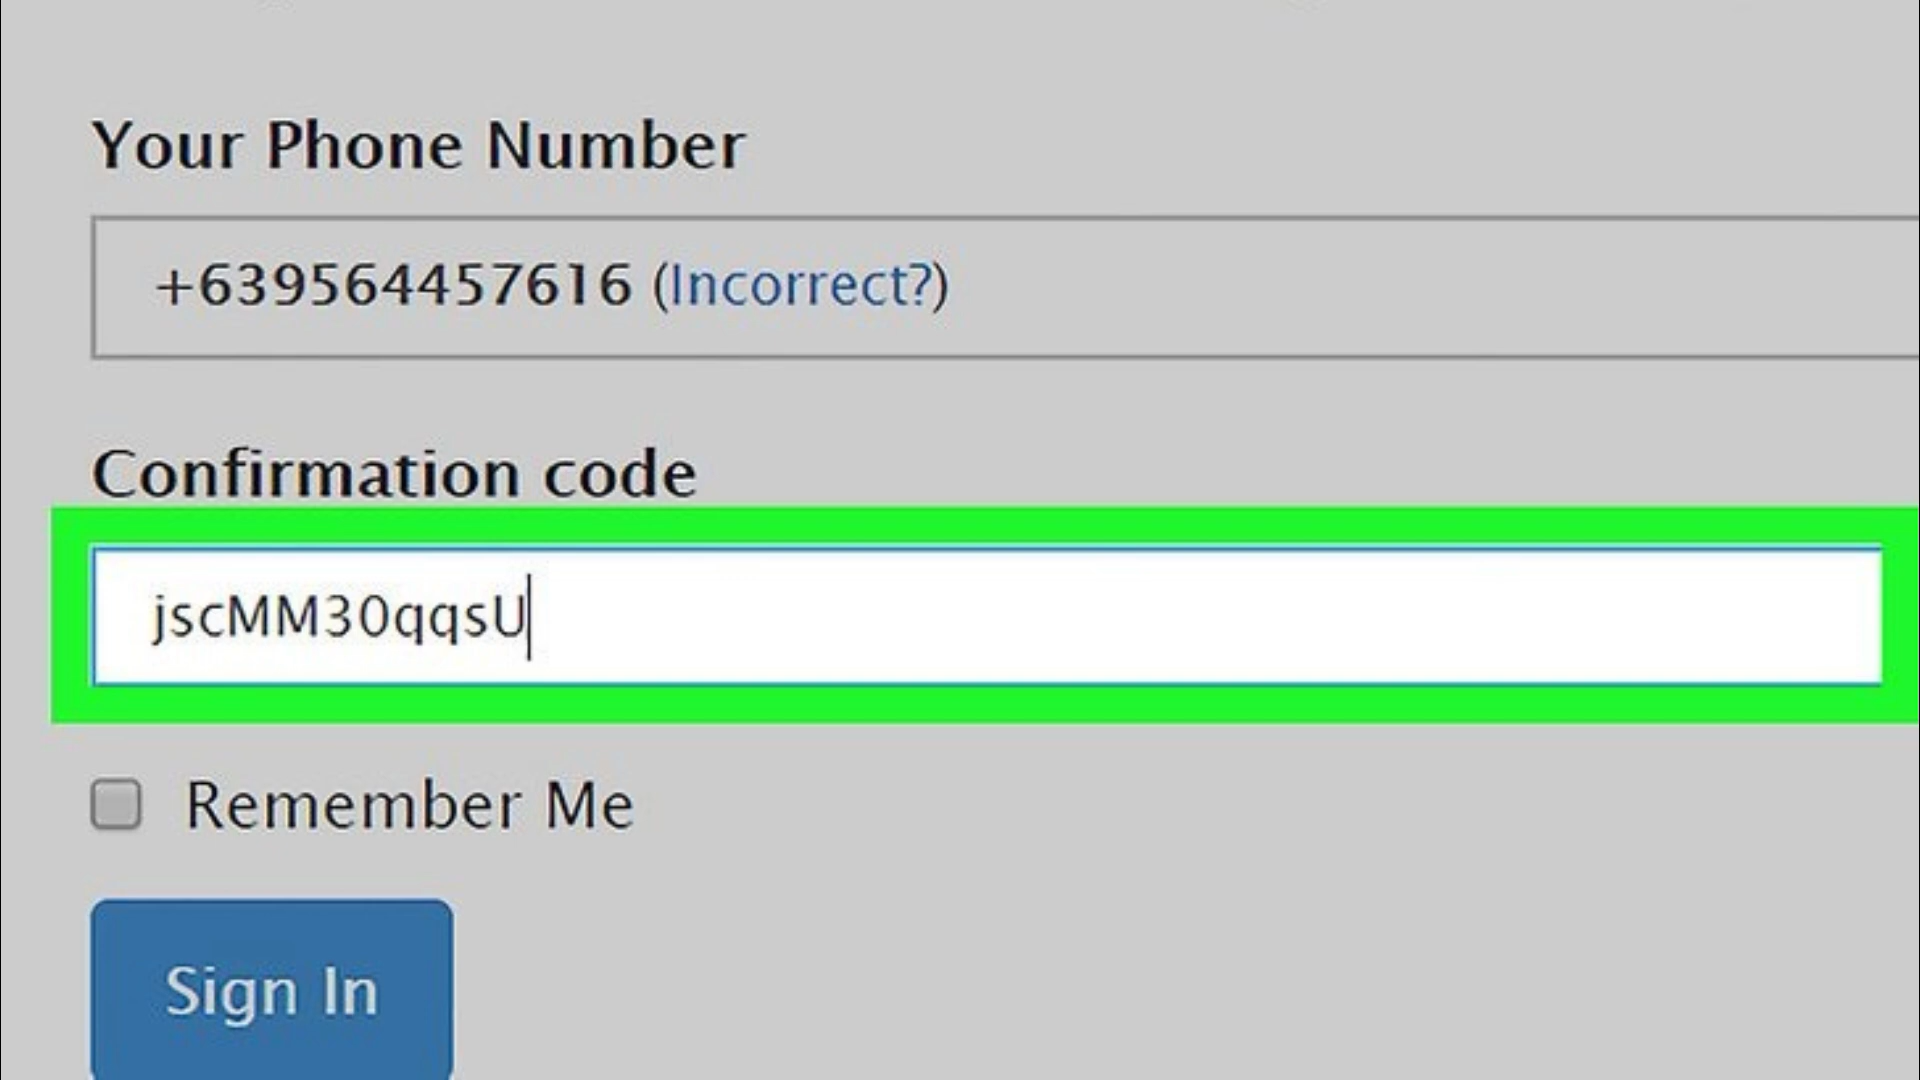 Your Phone Number
+639564457616 (Incorrect?)
Confirmation code
jscMM30qqsU
Remember Me
Sign In